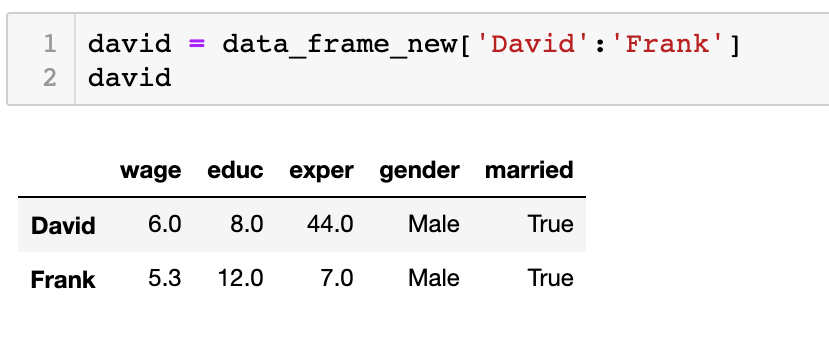 1 david = data_frame_new['David':'Frank']
2 david
wage educ exper gender married
David 6.0 8.0 44.0 Male True
Frank 5.3 12.0 7.0 Male True